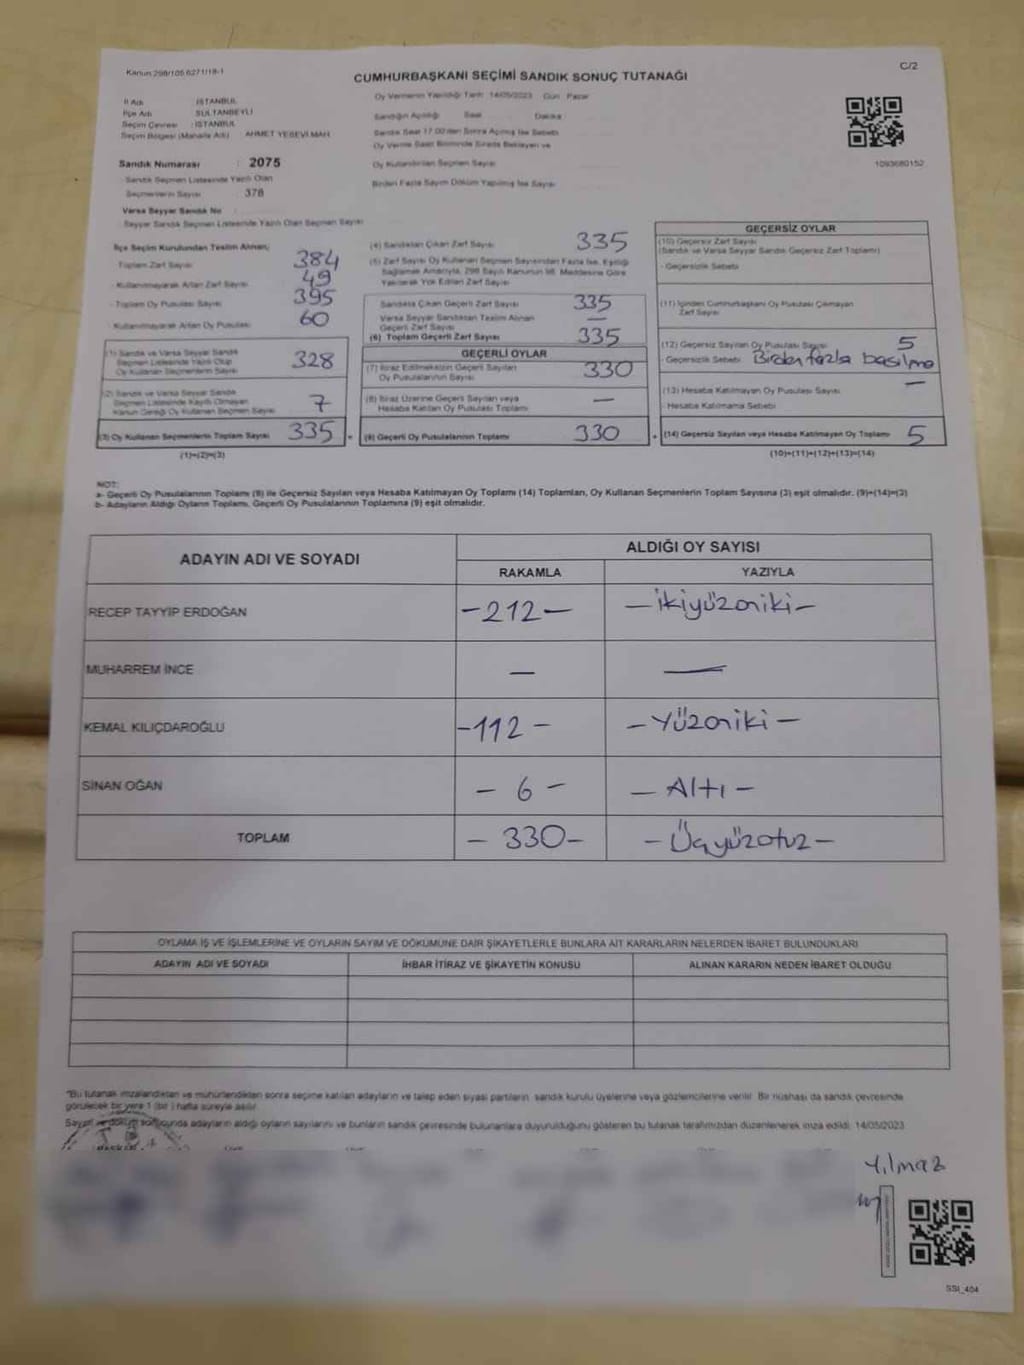 Kanun 298/105 6271/18-1
C/2
CUMHURBAŞKANI SEÇİMİ SANDIK SONUÇ TUTANAĞI
Oy Vermenin Yapıldığı Tarih 14/05/2023 Gün Pazar
İl Adı : İSTANBUL
İlçe Adı : SULTANBEYLİ
Seçim Çevresi : İSTANBUL
Seçim Bölgesi (Mahalle Adı) AHMET YESEVİ MAH.
Sandığın Açıldığı Saat Dakika
Sandık Saat 17.00'den Sonra Açılmış İse Sebebi
Oy Verme Saati Bitiminde Sırada Bekleyen ve
Oy Kullandırılan Seçmen Sayısı
Birden Fazla Sayım Döküm Yapılmış İse Sayısı
1093680152
Sandık Numarası : 2075
Sandık Seçmen Listesinde Yazılı Olan
Seçmenlerin Sayısı : 378
Varsa Seyyar Sandık No
Seyyar Sandık Seçmen Listesinde Yazılı Olan Seçmen Sayısı
İlçe Seçim Kurulundan Teslim Alınan;
Toplam Zarf Sayısı 384
- Kullanılmayarak Artan Zarf Sayısı 49
- Toplam Oy Pusulası Sayısı 395
Kullanılmayarak Artan Oy Pusulası 60
(1) Sandık ve Varsa Seyyar Sandık
Seçmen Listesinde Yazılı Olup
Oy Kullanan Seçmenlerin Sayısı 328
(2) Sandık ve Varsa Seyyar Sandık
Seçmen Listesinde Kayıtlı Olmayan
Kanun Gereği Oy Kullanan Seçmen Sayısı 7
(3) Oy Kullanan Seçmenlerin Toplam Sayısı 335 =
(1)+(2)=(3)
(4) Sandıktan Çıkan Zarf Sayısı 335
(5) Zarf Sayısı Oy Kullanan Seçmen Sayısından Fazla İse, Eşitliği
Sağlamak Amacıyla, 298 Sayılı Kanunun 98. Maddesine Göre
Yakılarak Yok Edilen Zarf Sayısı
Sandıkta Çıkan Geçerli Zarf Sayısı 335
Varsa Seyyar Sandıktan Teslim Alınan
Geçerli Zarf Sayısı —
(6) Toplam Geçerli Zarf Sayısı 335
GEÇERLİ OYLAR
(7) İtiraz Edilmeksizin Geçerli Sayılan
Oy Pusulalarının Sayısı 330
(8) İtiraz Üzerine Geçerli Sayılan veya
Hesaba Katılan Oy Pusulası Toplamı —
(9) Geçerli Oy Pusulalarının Toplamı 330 +
GEÇERSİZ OYLAR
(10) Geçersiz Zarf Sayısı
(Sandık ve Varsa Seyyar Sandık Geçersiz Zarf Toplamı)
- Geçersizlik Sebebi
(11) İçinden Cumhurbaşkanı Oy Pusulası Çıkmayan
Zarf Sayısı
(12) Geçersiz Sayılan Oy Pusulası Sayısı 5
- Geçersizlik Sebebi Birden fazla basılma
(13) Hesaba Katılmayan Oy Pusulası Sayısı —
- Hesaba Katılmama Sebebi
(14) Geçersiz Sayılan veya Hesaba Katılmayan Oy Toplamı 5
(10)+(11)+(12)+(13)=(14)
NOT:
a- Geçerli Oy Pusulalarının Toplamı (9) ile Geçersiz Sayılan veya Hesaba Katılmayan Oy Toplamı (14) Toplamları, Oy Kullanan Seçmenlerin Toplam Sayısına (3) eşit olmalıdır. (9)+(14)=(3)
b- Adayların Aldığı Oyların Toplamı, Geçerli Oy Pusulalarının Toplamına (9) eşit olmalıdır.
ADAYIN ADI VE SOYADI
ALDIĞI OY SAYISI
RAKAMLA YAZIYLA
RECEP TAYYİP ERDOĞAN -212- -İkiyüzoniki-
MUHARREM İNCE — —
KEMAL KILIÇDAROĞLU -112- -Yüzoniki-
SİNAN OĞAN -6- -Altı-
TOPLAM -330- -Üçyüzotuz-
OYLAMA İŞ VE İŞLEMLERİNE VE OYLARIN SAYIM VE DÖKÜMÜNE DAİR ŞİKAYETLERLE BUNLARA AİT KARARLARIN NELERDEN İBARET BULUNDUKLARI
ADAYIN ADI VE SOYADI İHBAR İTİRAZ VE ŞİKAYETİN KONUSU ALINAN KARARIN NEDEN İBARET OLDUĞU
"Bu tutanak imzalandıktan ve mühürlendikten sonra seçime katılan adayların ve talep eden siyasi partilerin sandık kurulu üyelerine veya gözlemcilerine verilir. Bir nüshası da sandık çevresinde
görülecek bir yere 1 (bir) hafta süreyle asılır.
Sayım ve döküm sonucunda adayların aldığı oyların sayılarını ve bunların sandık çevresinde bulunanlara duyurulduğunu gösteren bu tutanak tarafımızdan düzenlenerek imza edildi. 14/05/2023
Yılmaz
SSİ_404